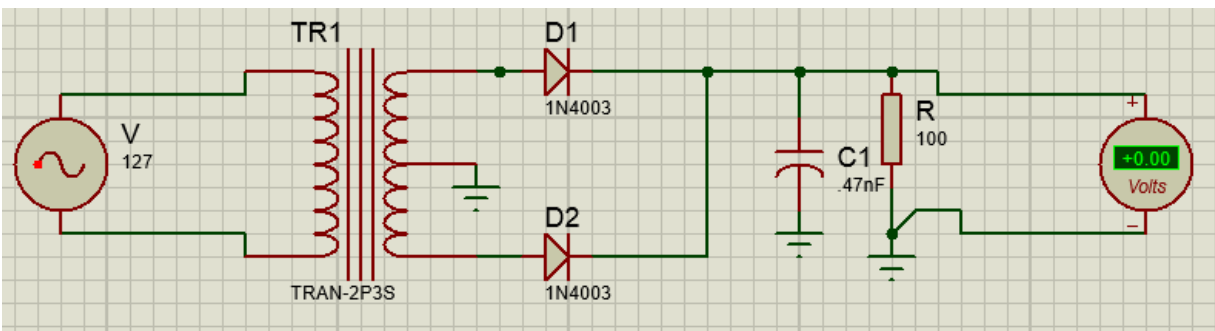 TR1
TRAN-2P3S
V
127
D1
1N4003
D2
1N4003
C1
.47nF
R
100
+
+0.00
Volts
−